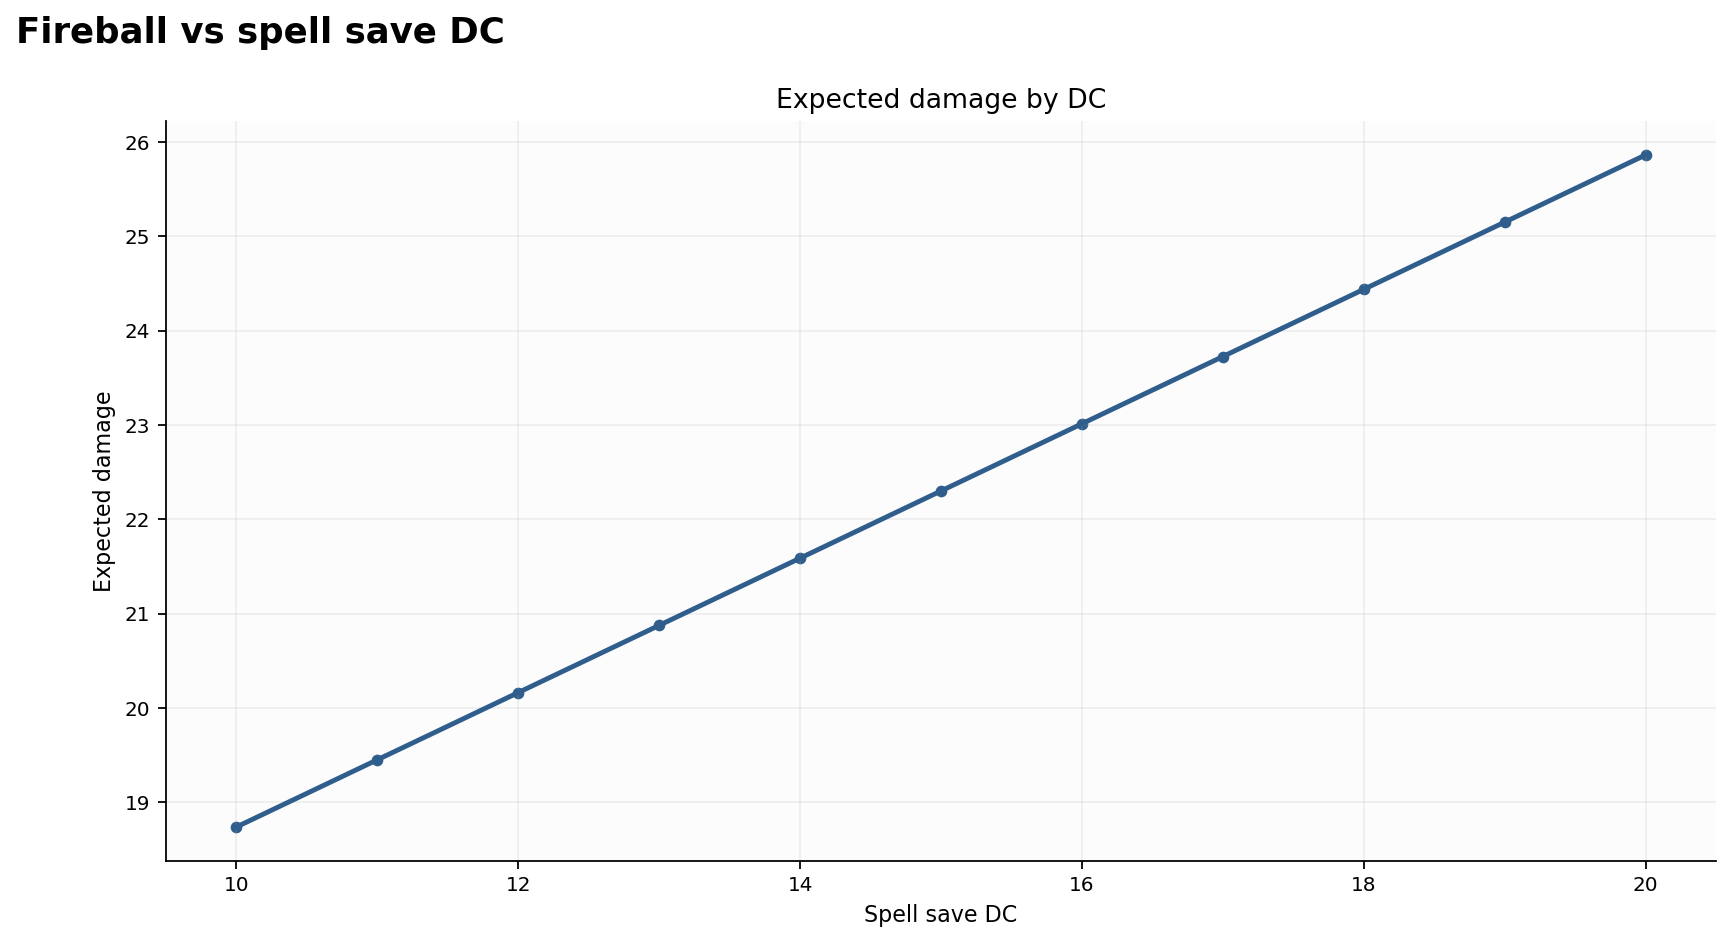 Fireball vs spell save DC
Expected damage by DC
26
25
24
23
22
21
20
19
Expected damage
10 12 14 16 18 20
Spell save DC